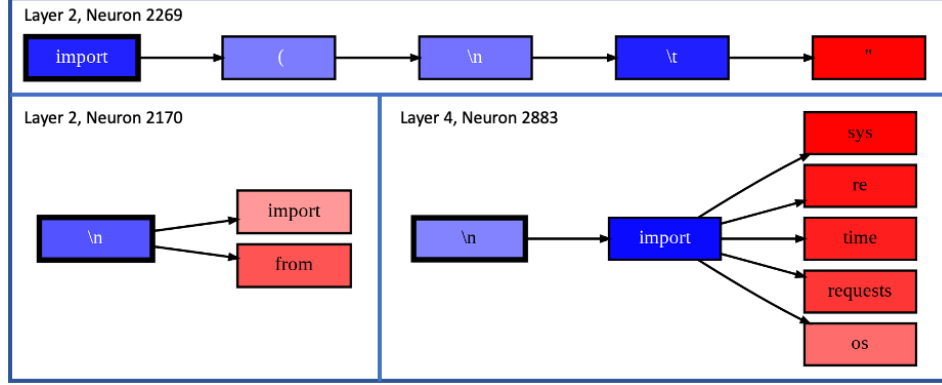 Layer 2, Neuron 2269
import ( \n \t "
Layer 2, Neuron 2170
\n
import
from
Layer 4, Neuron 2883
\n import
sys
re
time
requests
os